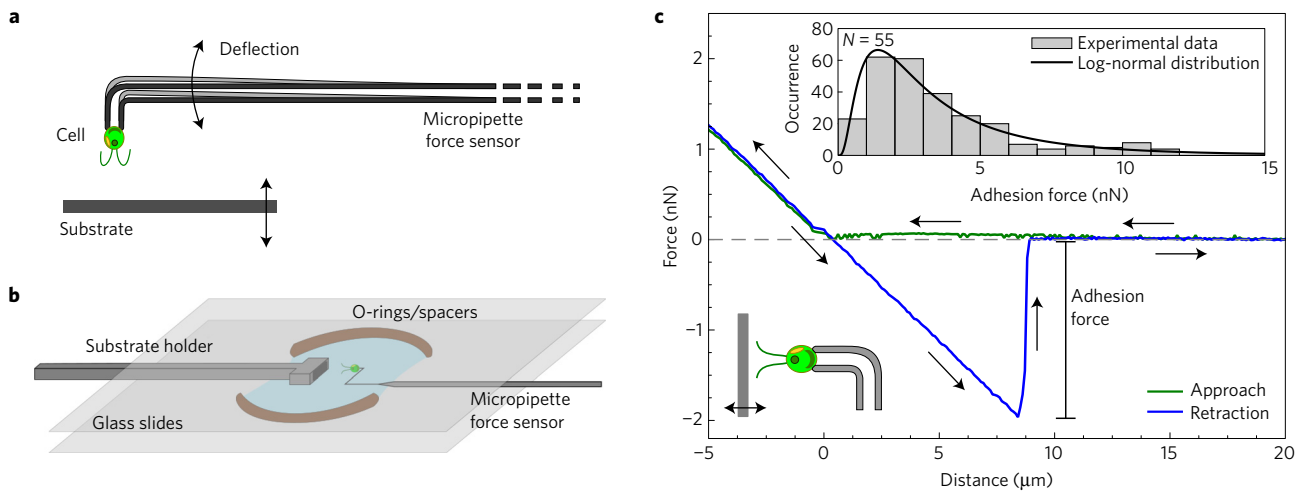 a
Deflection
Cell
Micropipette
force sensor
Substrate
b
O-rings/spacers
Substrate holder
Micropipette
force sensor
Glass slides
c
80
60
40
20
0
Occurrence
N = 55
Experimental data
Log-normal distribution
0
5
10
15
Adhesion force (nN)
1
0
−1
−2
Force (nN)
Adhesion
force
Approach
Retraction
−5
0
5
10
15
20
Distance (μm)